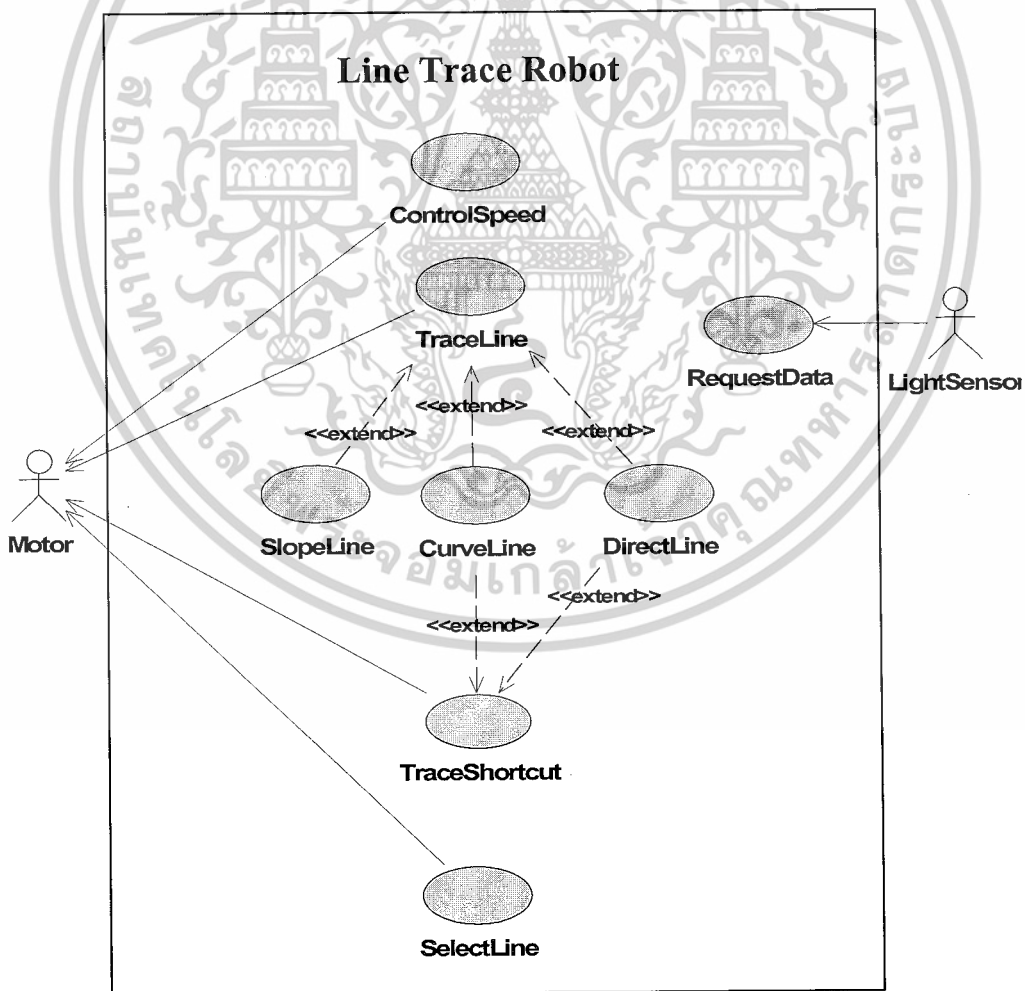 Line Trace Robot
ControlSpeed
TraceLine
RequestData
LightSensor
<<extend>>
<<extend>>
<<extend>>
Motor
SlopeLine
CurveLine
DirectLine
<<extend>>
<<extend>>
TraceShortcut
SelectLine